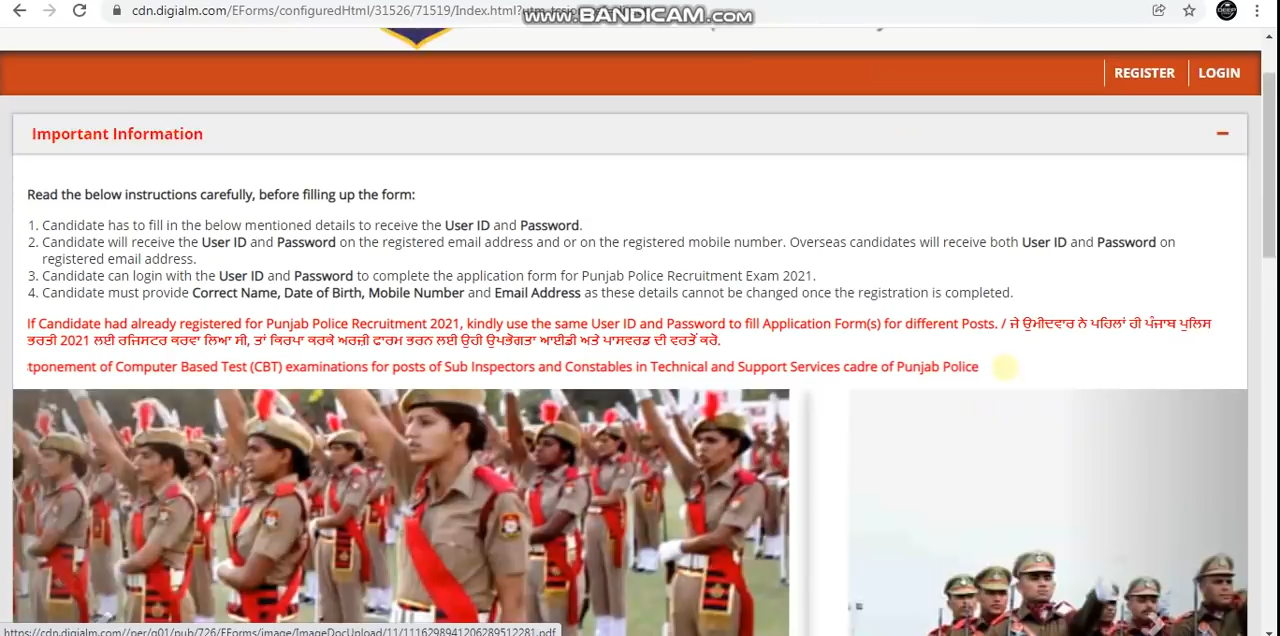 cdn.digialm.com/EForms/configuredHtml/31526/71519/Index.html?
www.BANDICAM.com
REGISTER
LOGIN
Important Information
Read the below instructions carefully, before filling up the form:
1. Candidate has to fill in the below mentioned details to receive the User ID and Password.
2. Candidate will receive the User ID and Password on the registered email address and or on the registered mobile number. Overseas candidates will receive both User ID and Password on
registered email address.
3. Candidate can login with the User ID and Password to complete the application form for Punjab Police Recruitment Exam 2021.
4. Candidate must provide Correct Name, Date of Birth, Mobile Number and Email Address as these details cannot be changed once the registration is completed.
If Candidate had already registered for Punjab Police Recruitment 2021, kindly use the same User ID and Password to fill Application Form(s) for different Posts. / ਜੇ ਉਮੀਦਵਾਰ ਨੇ ਪਹਿਲਾਂ ਹੀ ਪੰਜਾਬ ਪੁਲਿਸ
ਭਰਤੀ 2021 ਲਈ ਰਜਿਸਟਰ ਕਰਵਾ ਲਿਆ ਸੀ, ਤਾਂ ਕਿਰਪਾ ਕਰਕੇ ਅਰਜ਼ੀ ਫਾਰਮ ਭਰਨ ਲਈ ਉਹੀ ਉਪਭੋਗਤਾ ਆਈਡੀ ਅਤੇ ਪਾਸਵਰਡ ਦੀ ਵਰਤੋਂ ਕਰੋ.
tponement of Computer Based Test (CBT) examinations for posts of Sub Inspectors and Constables in Technical and Support Services cadre of Punjab Police